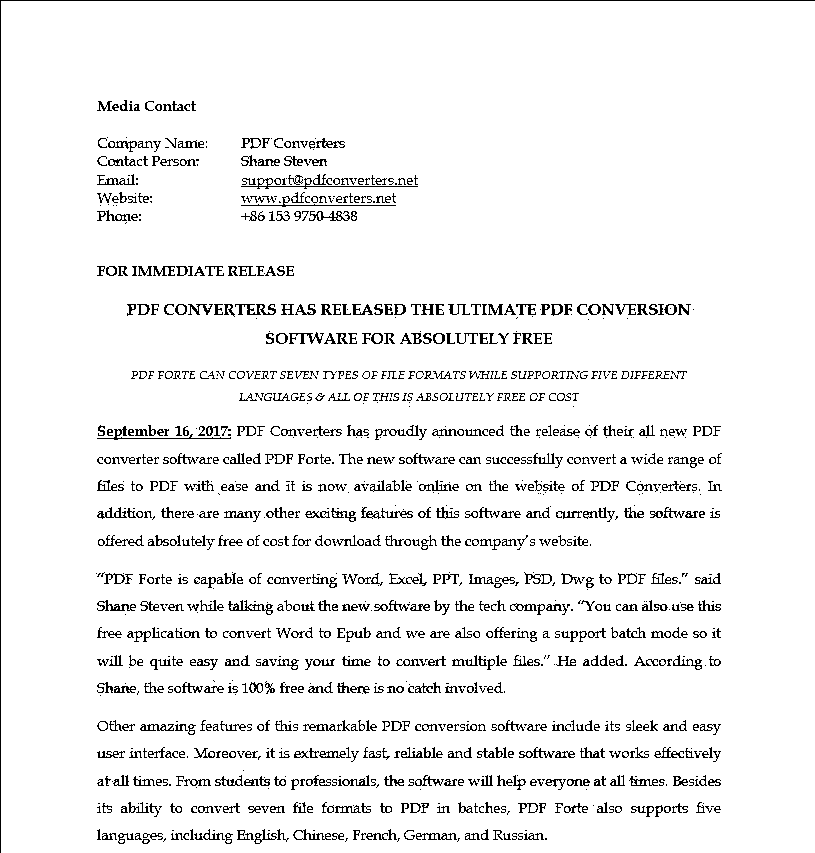 Media Contact
Company Name: PDF Converters
Contact Person: Shane Steven
Email: support@pdfconverters.net
Website: www.pdfconverters.net
Phone: +86 153 9750-4838
FOR IMMEDIATE RELEASE
PDF CONVERTERS HAS RELEASED THE ULTIMATE PDF CONVERSION
SOFTWARE FOR ABSOLUTELY FREE
PDF FORTE CAN COVERT SEVEN TYPES OF FILE FORMATS WHILE SUPPORTING FIVE DIFFERENT
LANGUAGES & ALL OF THIS IS ABSOLUTELY FREE OF COST
September 16, 2017: PDF Converters has proudly announced the release of their all new PDF
converter software called PDF Forte. The new software can successfully convert a wide range of
files to PDF with ease and it is now available online on the website of PDF Converters. In
addition, there are many other exciting features of this software and currently, the software is
offered absolutely free of cost for download through the company's website.
"PDF Forte is capable of converting Word, Excel, PPT, Images, PSD, Dwg to PDF files." said
Shane Steven while talking about the new software by the tech company. "You can also use this
free application to convert Word to Epub and we are also offering a support batch mode so it
will be quite easy and saving your time to convert multiple files." He added. According to
Shane, the software is 100% free and there is no catch involved.
Other amazing features of this remarkable PDF conversion software include its sleek and easy
user interface. Moreover, it is extremely fast, reliable and stable software that works effectively
at all times. From students to professionals, the software will help everyone at all times. Besides
its ability to convert seven file formats to PDF in batches, PDF Forte also supports five
languages, including English, Chinese, French, German, and Russian.